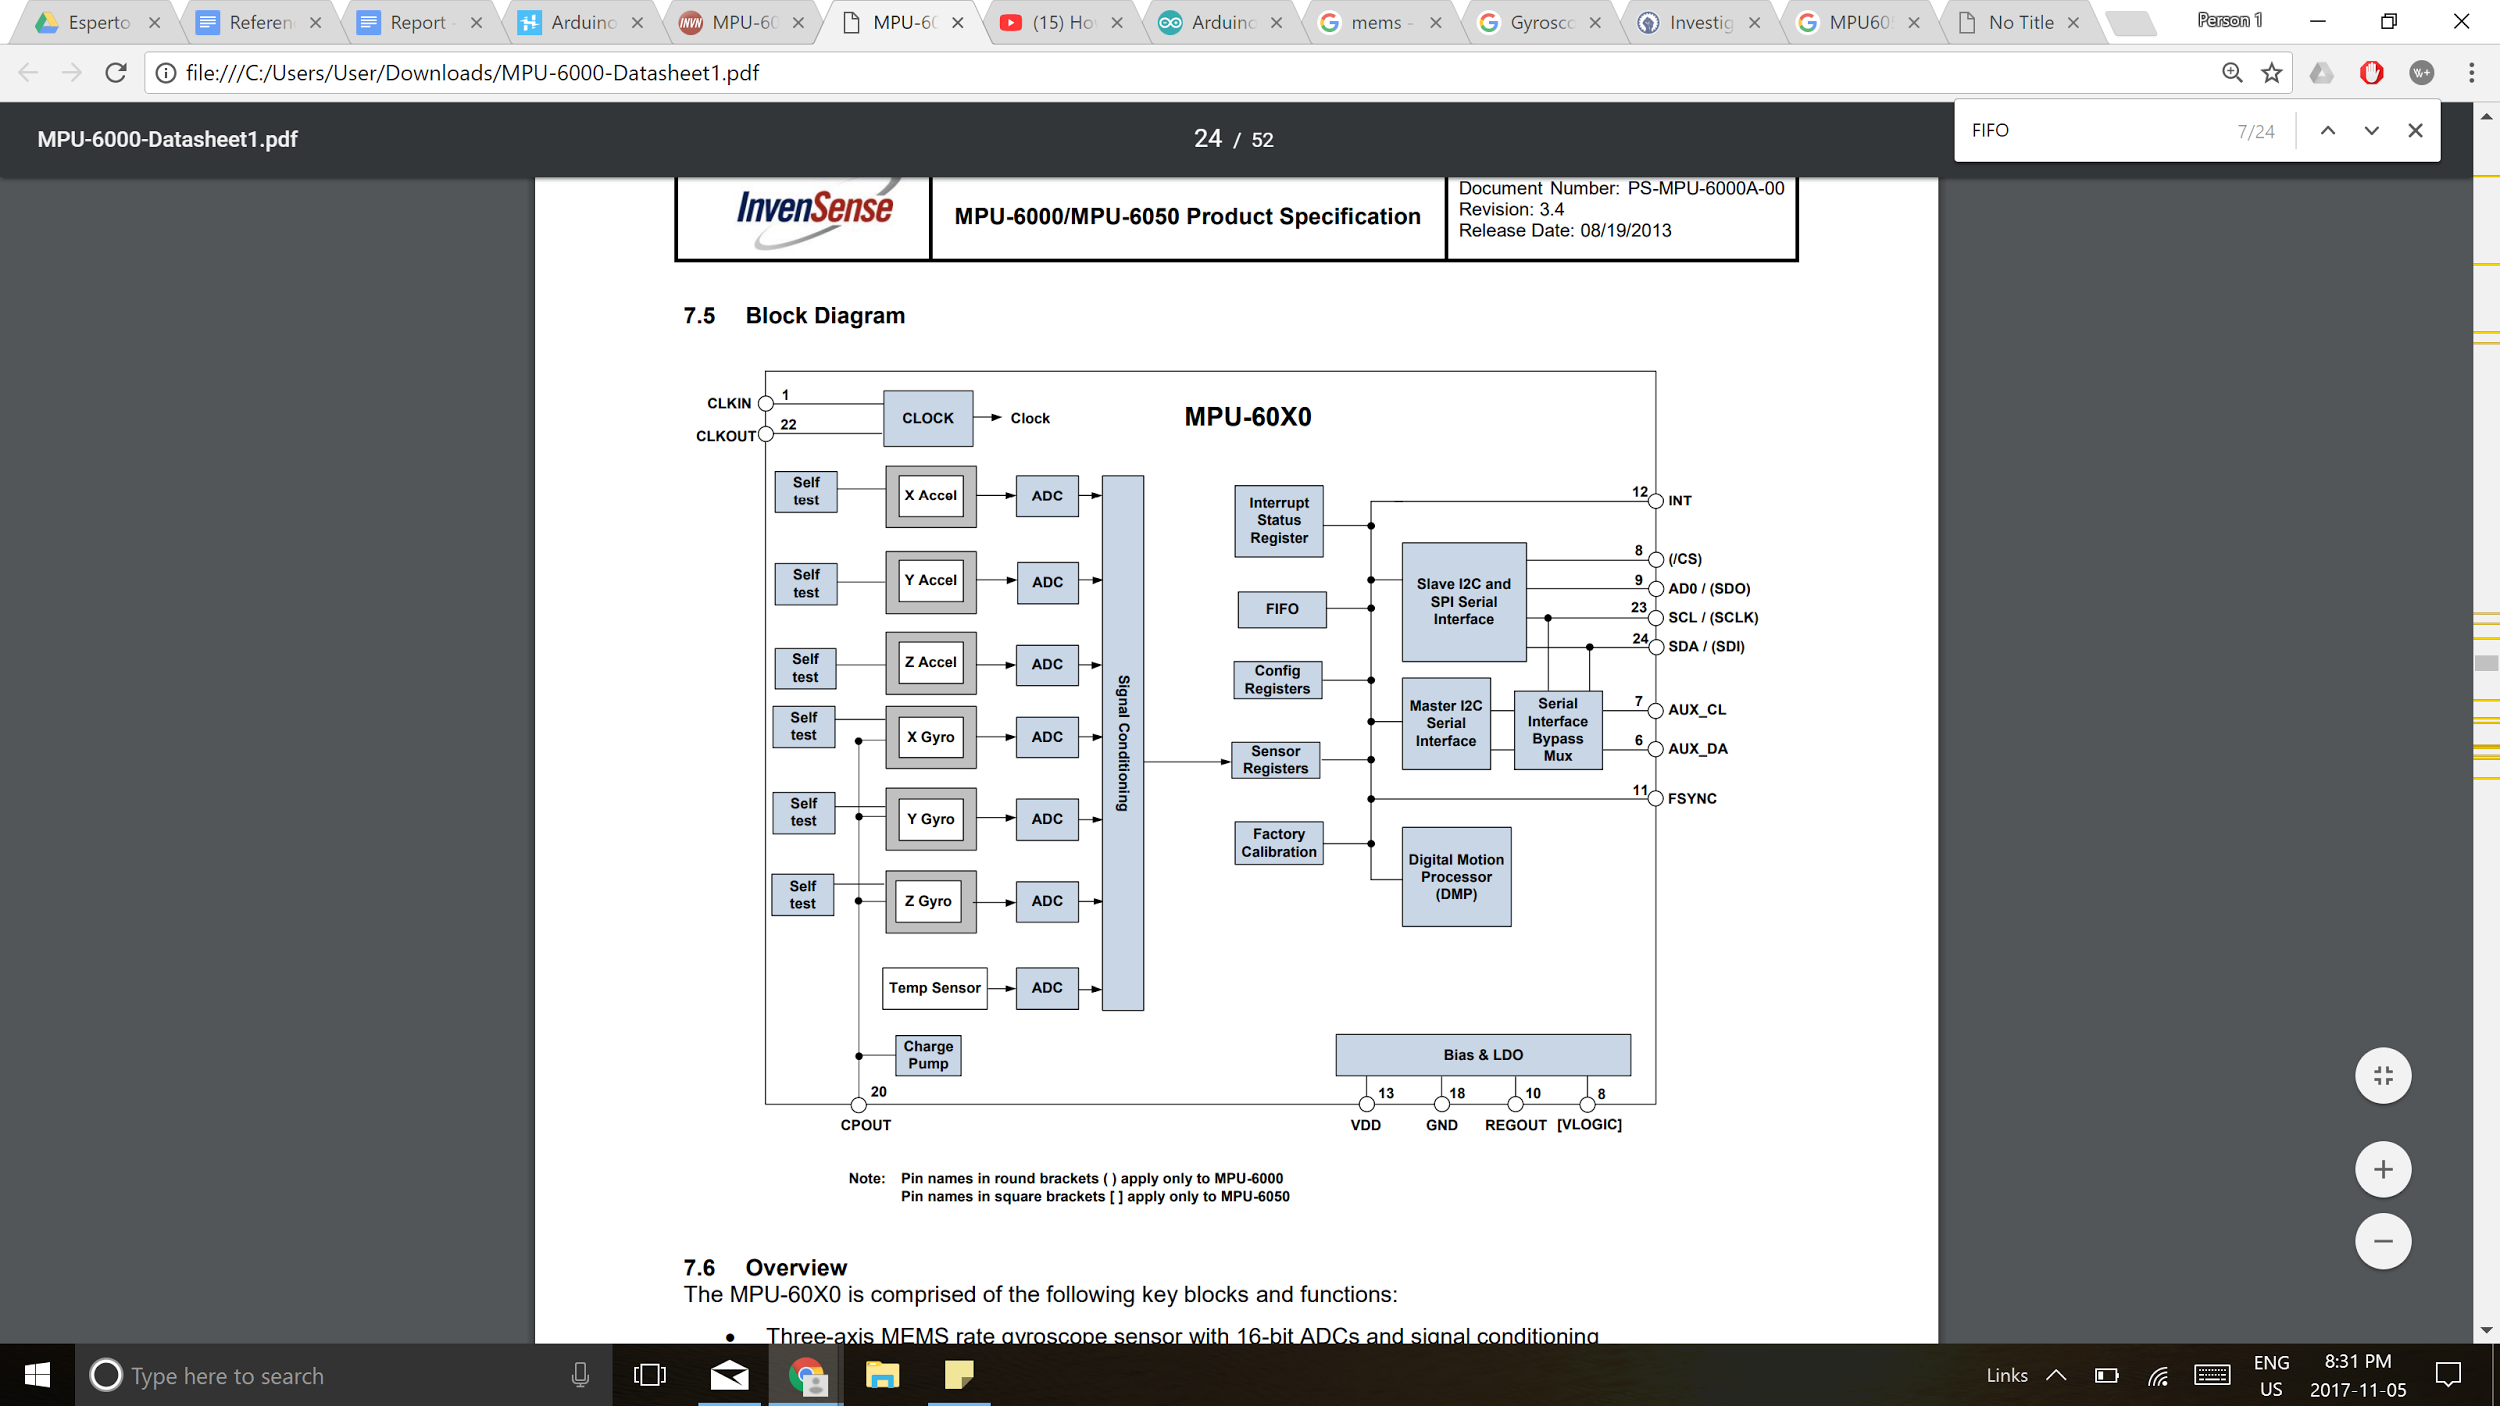 Esperto
Referen
Report -
Arduino
INVN
MPU-60
MPU-60
(15) Ho
Arduino
mems -
Gyrosco
Investig
MPU605
No Title
Person 1
file:///C:/Users/User/Downloads/MPU-6000-Datasheet1.pdf
W+
MPU-6000-Datasheet1.pdf
24 / 52
FIFO
7/24
InvenSense
MPU-6000/MPU-6050 Product Specification
Document Number: PS-MPU-6000A-00
Revision: 3.4
Release Date: 08/19/2013
7.5 Block Diagram
MPU-60X0
CLKIN
1
CLKOUT
22
CLOCK
Clock
Self
test
X Accel
ADC
Self
test
Y Accel
ADC
Self
test
Z Accel
ADC
Self
test
X Gyro
ADC
Self
test
Y Gyro
ADC
Self
test
Z Gyro
ADC
Temp Sensor
ADC
Charge
Pump
20
CPOUT
Signal Conditioning
Interrupt
Status
Register
FIFO
Config
Registers
Sensor
Registers
Factory
Calibration
Slave I2C and
SPI Serial
Interface
Master I2C
Serial
Interface
Serial
Interface
Bypass
Mux
Digital Motion
Processor
(DMP)
12
INT
8
(/CS)
9
AD0 / (SDO)
23
SCL / (SCLK)
24
SDA / (SDI)
7
AUX_CL
6
AUX_DA
11
FSYNC
Bias & LDO
13
18
10
8
VDD
GND
REGOUT
[VLOGIC]
Note: Pin names in round brackets ( ) apply only to MPU-6000
Pin names in square brackets [ ] apply only to MPU-6050
7.6 Overview
The MPU-60X0 is comprised of the following key blocks and functions:
• Three-axis MEMS rate gyroscope sensor with 16-bit ADCs and signal conditioning
Type here to search
Links
ENG
US
8:31 PM
2017-11-05